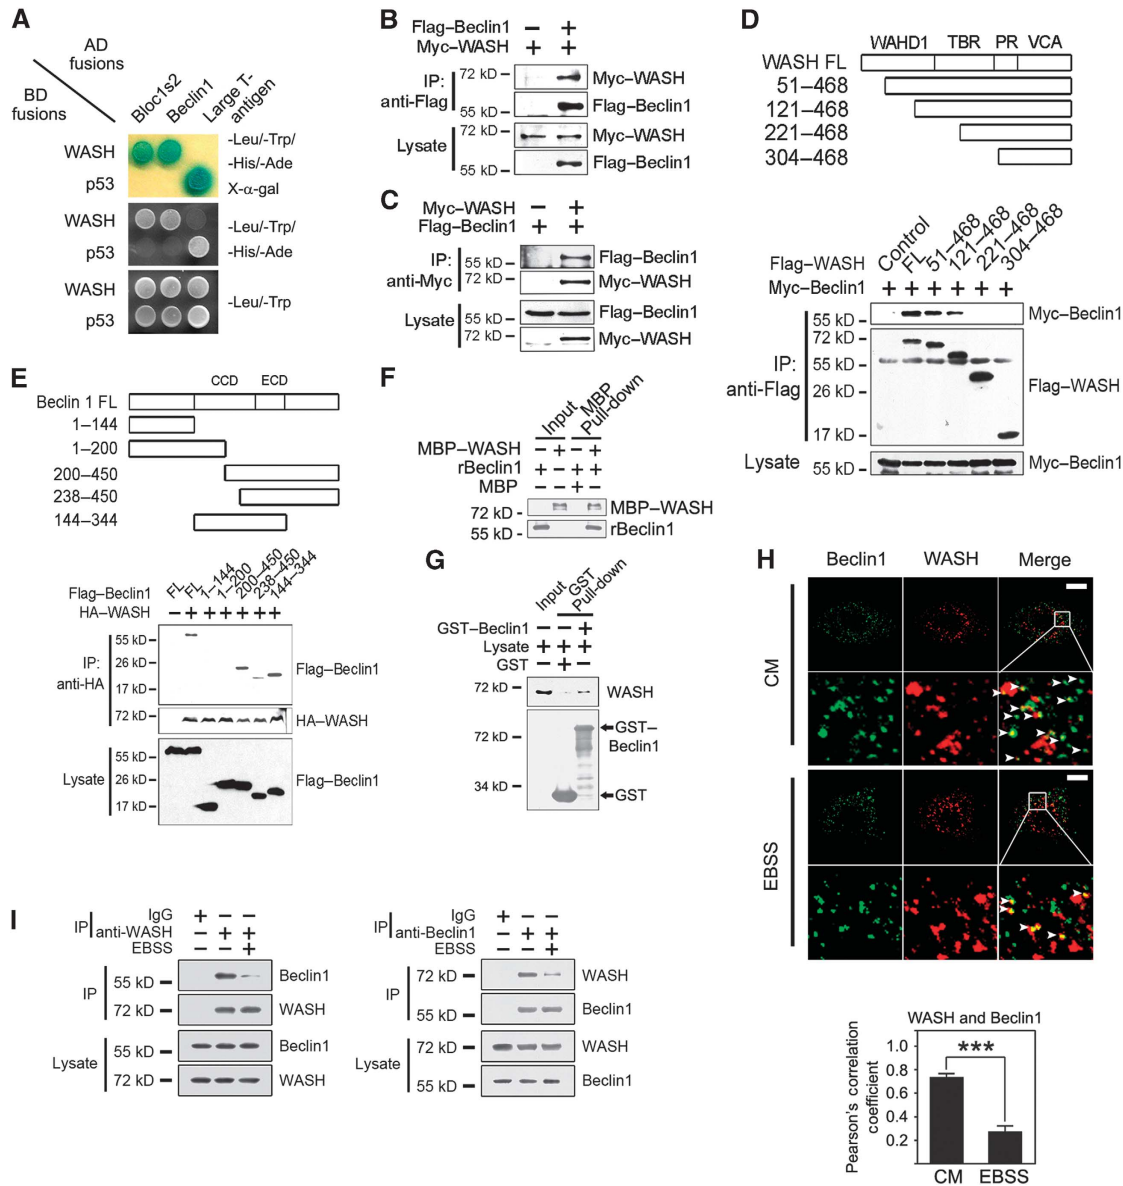 A
AD
fusions
BD
fusions
Bloc1s2
Beclin1
Large T-
antigen
WASH
p53
-Leu/-Trp/
-His/-Ade
X-α-gal
WASH
p53
-Leu/-Trp/
-His/-Ade
WASH
p53
-Leu/-Trp
B
Flag–Beclin1 − +
Myc–WASH + +
IP:
anti-Flag
72 kD
Myc–WASH
55 kD
Flag–Beclin1
Lysate
72 kD
Myc–WASH
55 kD
Flag–Beclin1
C
Myc–WASH − +
Flag–Beclin1 + +
IP:
anti-Myc
55 kD
Flag–Beclin1
72 kD
Myc–WASH
Lysate
55 kD
Flag–Beclin1
72 kD
Myc–WASH
D
WAHD1 TBR PR VCA
WASH FL
51–468
121–468
221–468
304–468
Flag–WASH Control FL 51–468 121–468 221–468 304–468
Myc–Beclin1 + + + + + +
IP:
anti-Flag
55 kD
Myc–Beclin1
72 kD
55 kD
26 kD
17 kD
Flag–WASH
Lysate
55 kD
Myc–Beclin1
E
CCD ECD
Beclin 1 FL
1–144
1–200
200–450
238–450
144–344
Flag–Beclin1 FL FL 1–144 1–200 200–450 238–450 144–344
HA–WASH − + + + + + +
IP:
anti-HA
55 kD
26 kD
17 kD
Flag–Beclin1
72 kD
HA–WASH
Lysate
55 kD
26 kD
17 kD
Flag–Beclin1
F
Input
MBP
Pull-down
MBP–WASH − + − +
rBeclin1 + − + +
MBP − − + −
72 kD
MBP–WASH
55 kD
rBeclin1
G
Input
GST
Pull-down
GST–Beclin1 − − +
Lysate + + +
GST − + −
72 kD
WASH
72 kD
GST–
Beclin1
34 kD
GST
H
Beclin1 WASH Merge
CM
EBSS
WASH and Beclin1
Pearson's correlation
coefficient
1.0
0.8
0.6
0.4
0.2
***
CM EBSS
I
IP
IgG + − −
anti-WASH − + +
EBSS − − +
IP
55 kD
Beclin1
72 kD
WASH
Lysate
55 kD
Beclin1
72 kD
WASH
IP
IgG + − −
anti-Beclin1 − + +
EBSS − − +
IP
72 kD
WASH
55 kD
Beclin1
Lysate
72 kD
WASH
55 kD
Beclin1